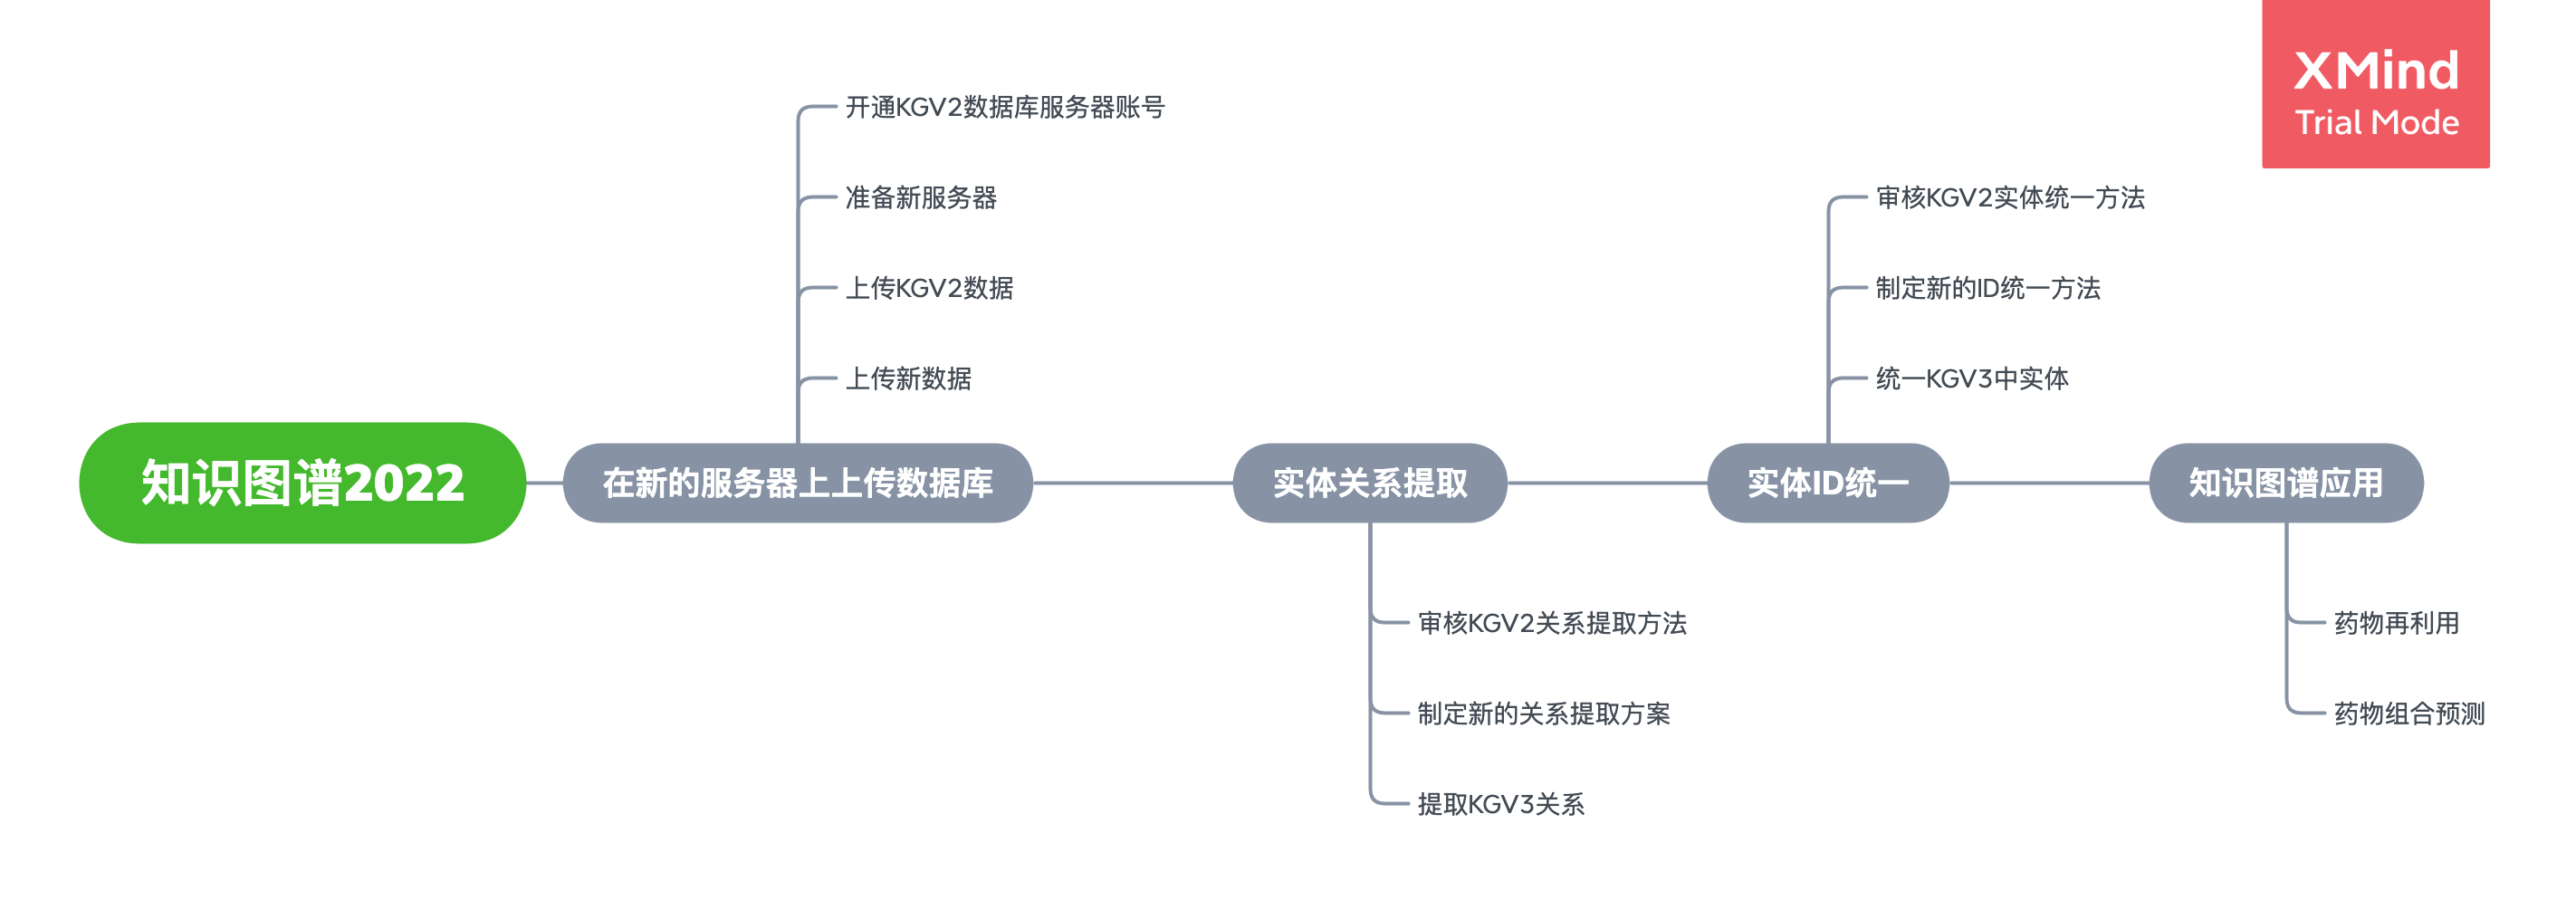 XMind
Trial Mode
知识图谱2022
在新的服务器上上传数据库
开通KGV2数据库服务器账号
准备新服务器
上传KGV2数据
上传新数据
实体关系提取
审核KGV2关系提取方法
制定新的关系提取方案
提取KGV3关系
实体ID统一
审核KGV2实体统一方法
制定新的ID统一方法
统一KGV3中实体
知识图谱应用
药物再利用
药物组合预测